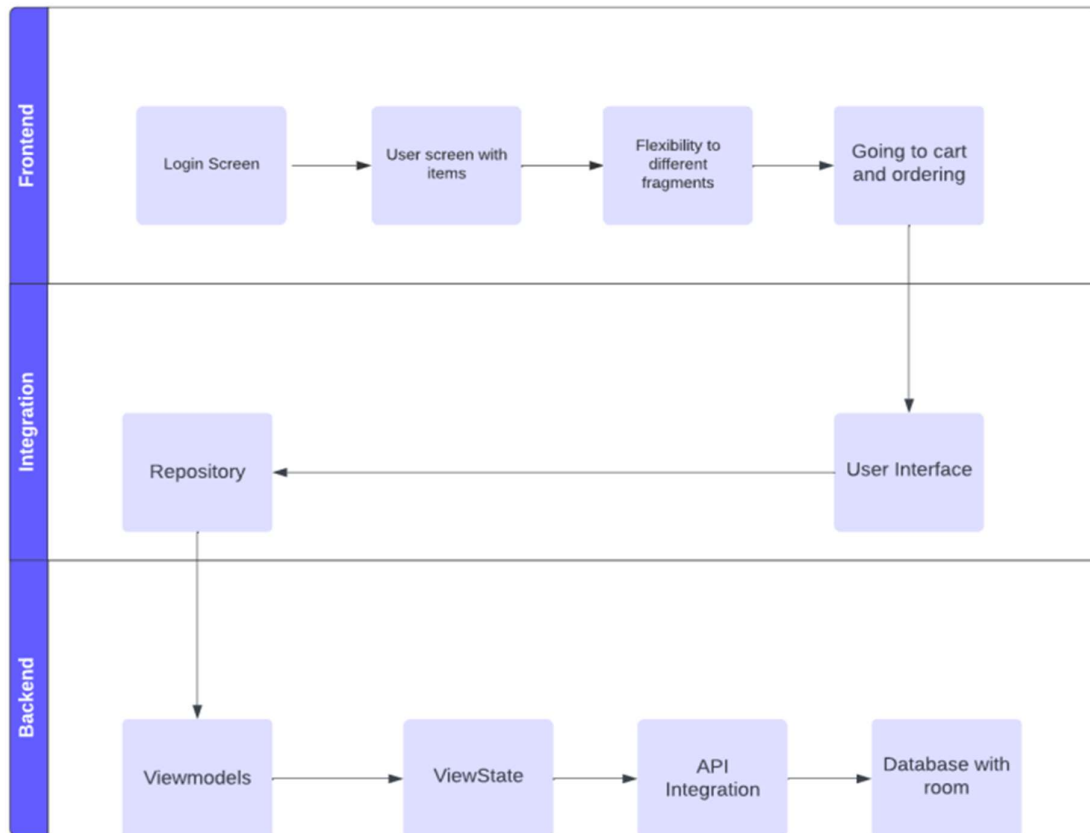 Frontend
Login Screen
User screen with
items
Flexibility to
different
fragments
Going to cart
and ordering
Integration
Repository
User Interface
Backend
Viewmodels
ViewState
API
Integration
Database with
room